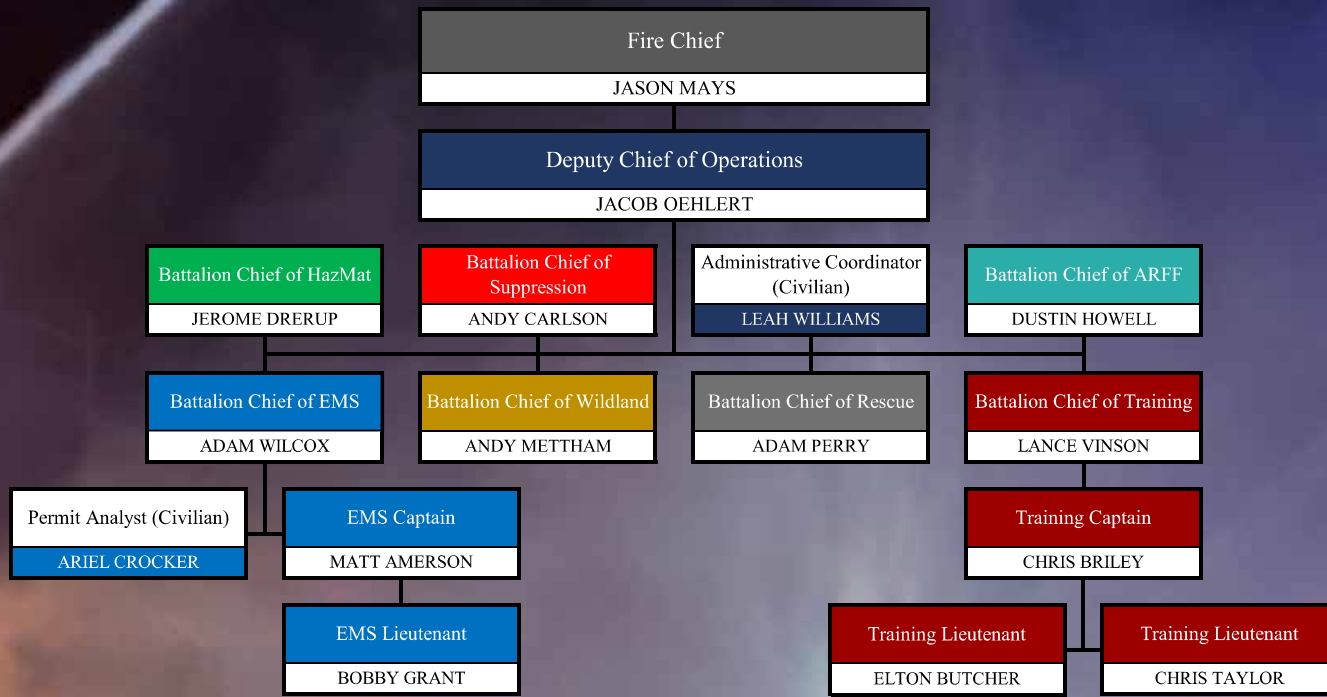 Fire Chief
JASON MAYS
Deputy Chief of Operations
JACOB OEHLERT
Battalion Chief of HazMat
JEROME DRERUP
Battalion Chief of
Suppression
ANDY CARLSON
Administrative Coordinator
(Civilian)
LEAH WILLIAMS
Battalion Chief of ARFF
DUSTIN HOWELL
Battalion Chief of EMS
ADAM WILCOX
Battalion Chief of Wildland
ANDY METTHAM
Battalion Chief of Rescue
ADAM PERRY
Battalion Chief of Training
LANCE VINSON
Permit Analyst (Civilian)
ARIEL CROCKER
EMS Captain
MATT AMERSON
Training Captain
CHRIS BRILEY
EMS Lieutenant
BOBBY GRANT
Training Lieutenant
ELTON BUTCHER
Training Lieutenant
CHRIS TAYLOR